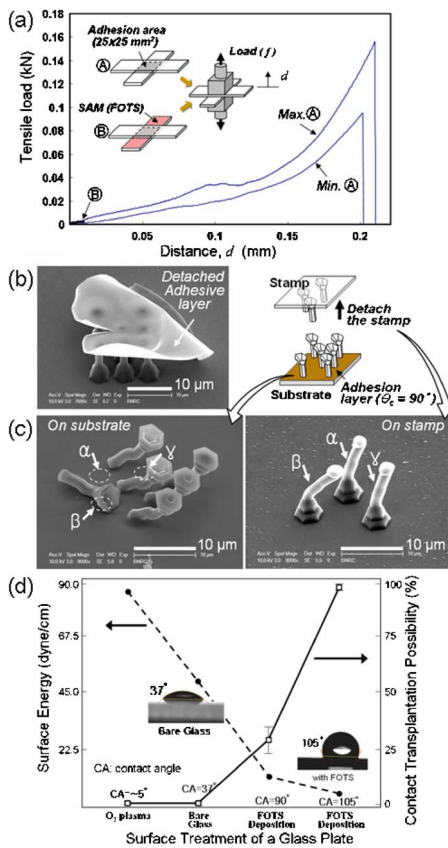 (a)
Adhesion area
(25x25 mm²)
Ⓐ
SAM (FOTS)
Ⓑ
Load (f)
d
Max.Ⓐ
Min. Ⓐ
Ⓑ
Tensile load (kN)
0.18
0.16
0.14
0.12
0.10
0.08
0.06
0.04
0.02
0
0.05
0.10
0.15
0.2
Distance, d (mm)
(b)
Detached
Adhesive
layer
10 μm
Stamp
Detach
the stamp
Adhesion
layer (Θc = 90˚)
Substrate
(c)
On substrate
α
β
γ
10 μm
BNRC
On stamp
β
α
γ
10 μm
BNRC
(d)
Surface Energy (dyne/cm)
90.0
67.5
45.0
22.5
Contact Transplantation Possibility (%)
100
50
0
37˚
Bare Glass
105˚
with FOTS
CA: contact angle
CA=~5˚
CA=37˚
CA=90˚
CA=105˚
O₂ plasma
Bare
Glass
FOTS
Deposition
FOTS
Deposition
Surface Treatment of a Glass Plate